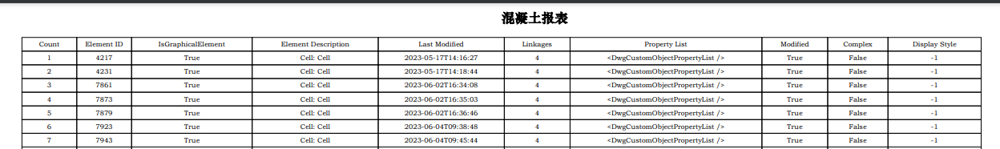 混凝土报表
Count Element ID IsGraphicalElement Element Description Last Modified Linkages Property List Modified Complex Display Style
1 4217 True Cell: Cell 2023-05-17T14:16:27 4 <DwgCustomObjectPropertyList /> True False -1
2 4231 True Cell: Cell 2023-05-17T14:18:44 4 <DwgCustomObjectPropertyList /> True False -1
3 7861 True Cell: Cell 2023-06-02T16:34:08 4 <DwgCustomObjectPropertyList /> True False -1
4 7873 True Cell: Cell 2023-06-02T16:35:03 4 <DwgCustomObjectPropertyList /> True False -1
5 7879 True Cell: Cell 2023-06-02T16:36:46 4 <DwgCustomObjectPropertyList /> True False -1
6 7923 True Cell: Cell 2023-06-04T09:38:48 4 <DwgCustomObjectPropertyList /> True False -1
7 7943 True Cell: Cell 2023-06-04T09:45:44 4 <DwgCustomObjectPropertyList /> True False -1